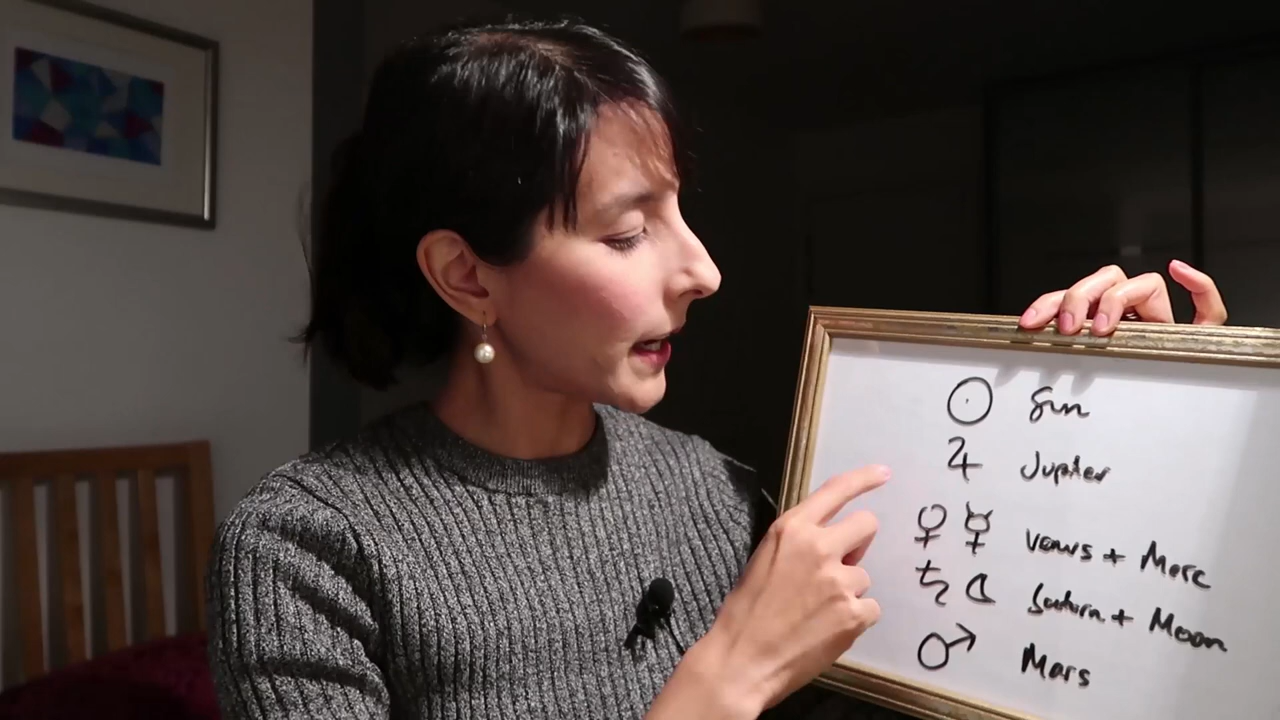 ☉ Sun
♃ Jupiter
♀ ☿ Venus + Merc
♄ ☾ Saturn + Moon
♂ Mars